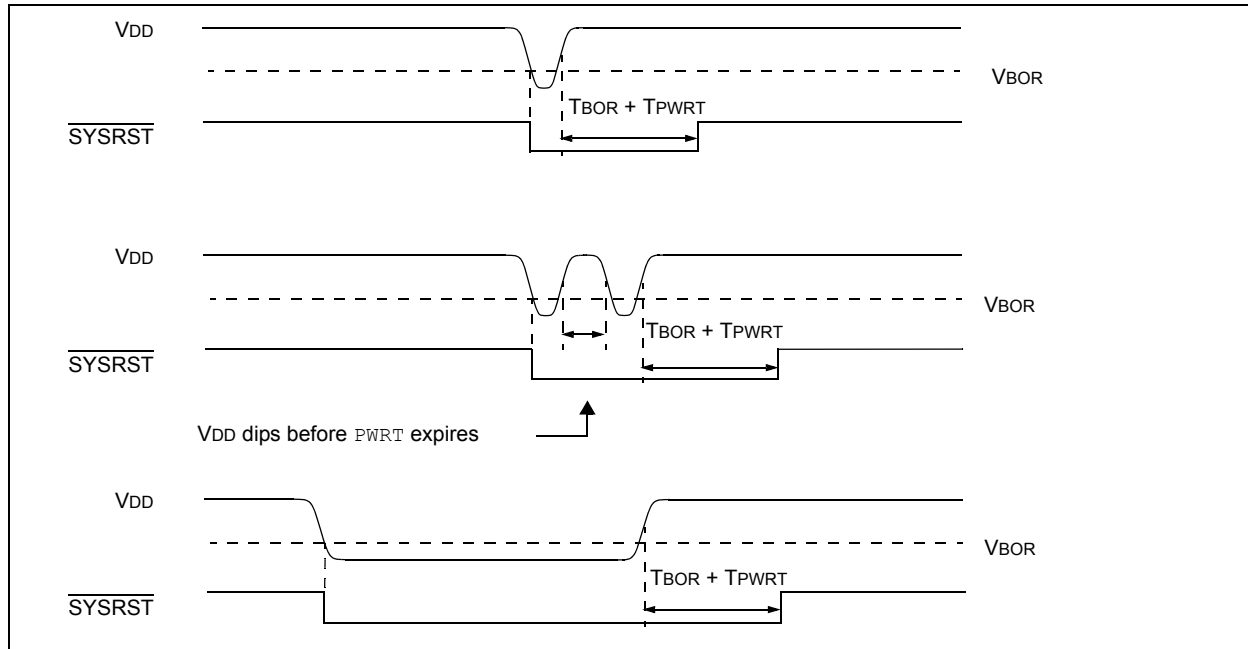 VDD
VBOR
TBOR + TPWRT
SYSRST
VDD
VBOR
TBOR + TPWRT
SYSRST
VDD dips before PWRT expires
VDD
VBOR
TBOR + TPWRT
SYSRST